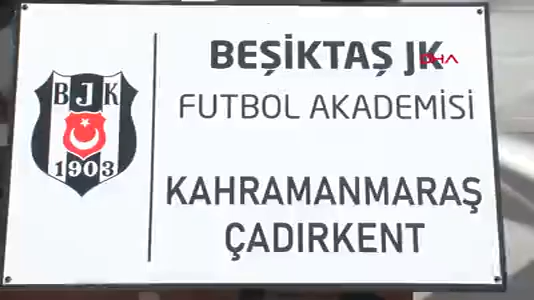 BEŞİKTAŞ JK
DHA
FUTBOL AKADEMİSİ
BJK
1903
KAHRAMANMARAŞ
ÇADIRKENT